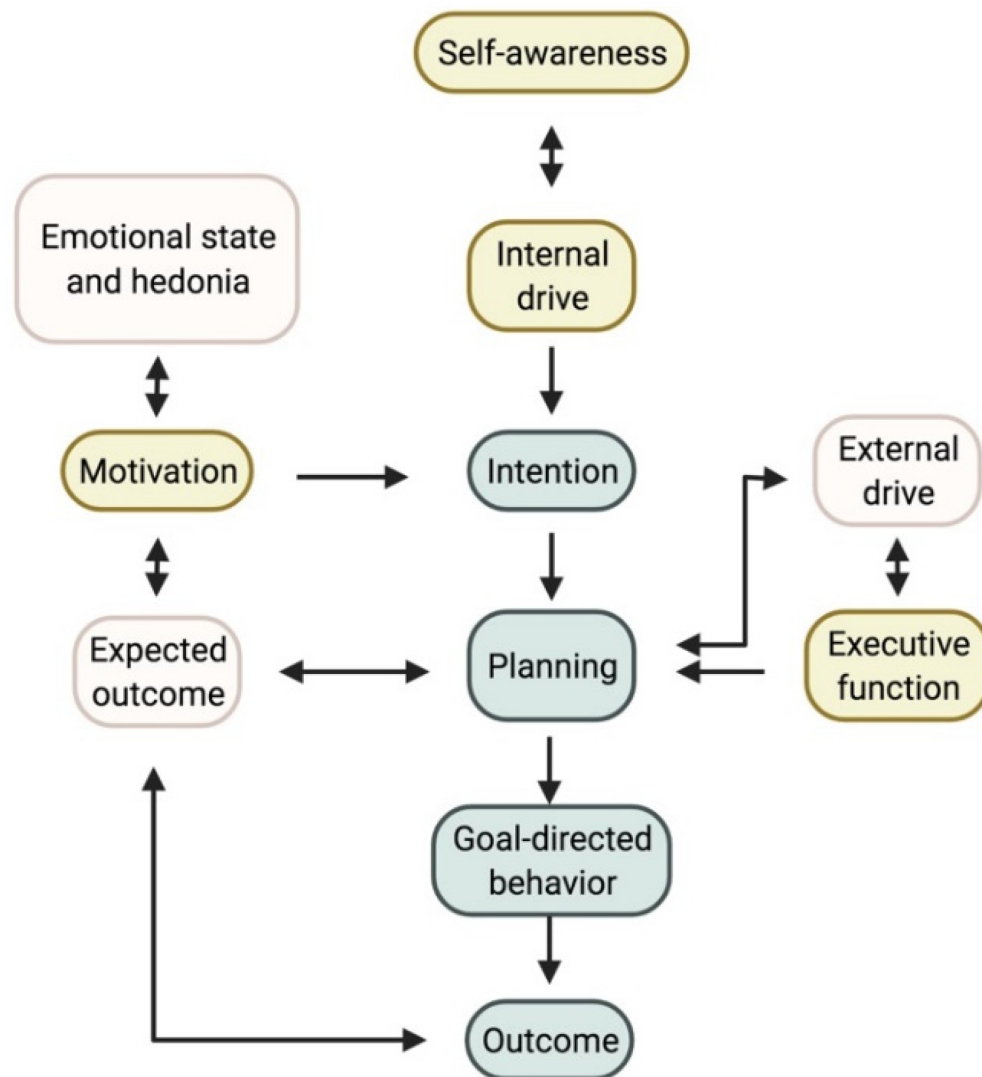 Self-awareness
Emotional state
and hedonia
Internal
drive
Motivation
Intention
External
drive
Expected
outcome
Planning
Executive
function
Goal-directed
behavior
Outcome